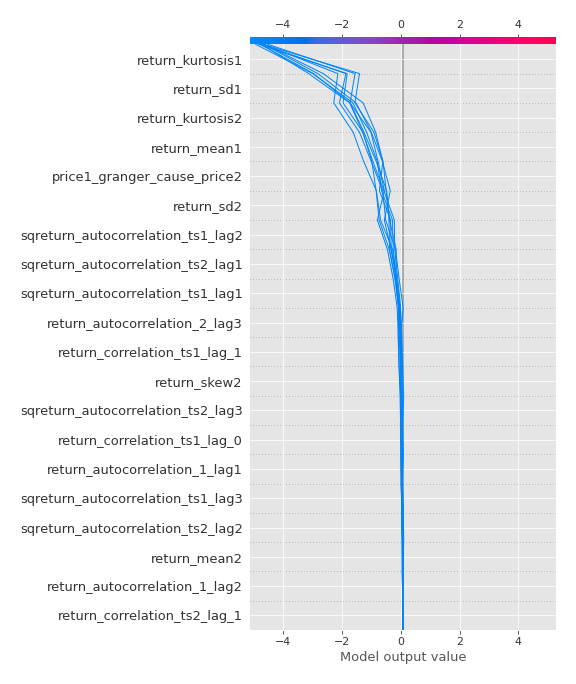 −4 −2 0 2 4
return_kurtosis1
return_sd1
return_kurtosis2
return_mean1
price1_granger_cause_price2
return_sd2
sqreturn_autocorrelation_ts1_lag2
sqreturn_autocorrelation_ts2_lag1
sqreturn_autocorrelation_ts1_lag1
return_autocorrelation_2_lag3
return_correlation_ts1_lag_1
return_skew2
sqreturn_autocorrelation_ts2_lag3
return_correlation_ts1_lag_0
return_autocorrelation_1_lag1
sqreturn_autocorrelation_ts1_lag3
sqreturn_autocorrelation_ts2_lag2
return_mean2
return_autocorrelation_1_lag2
return_correlation_ts2_lag_1
−4 −2 0 2 4
Model output value